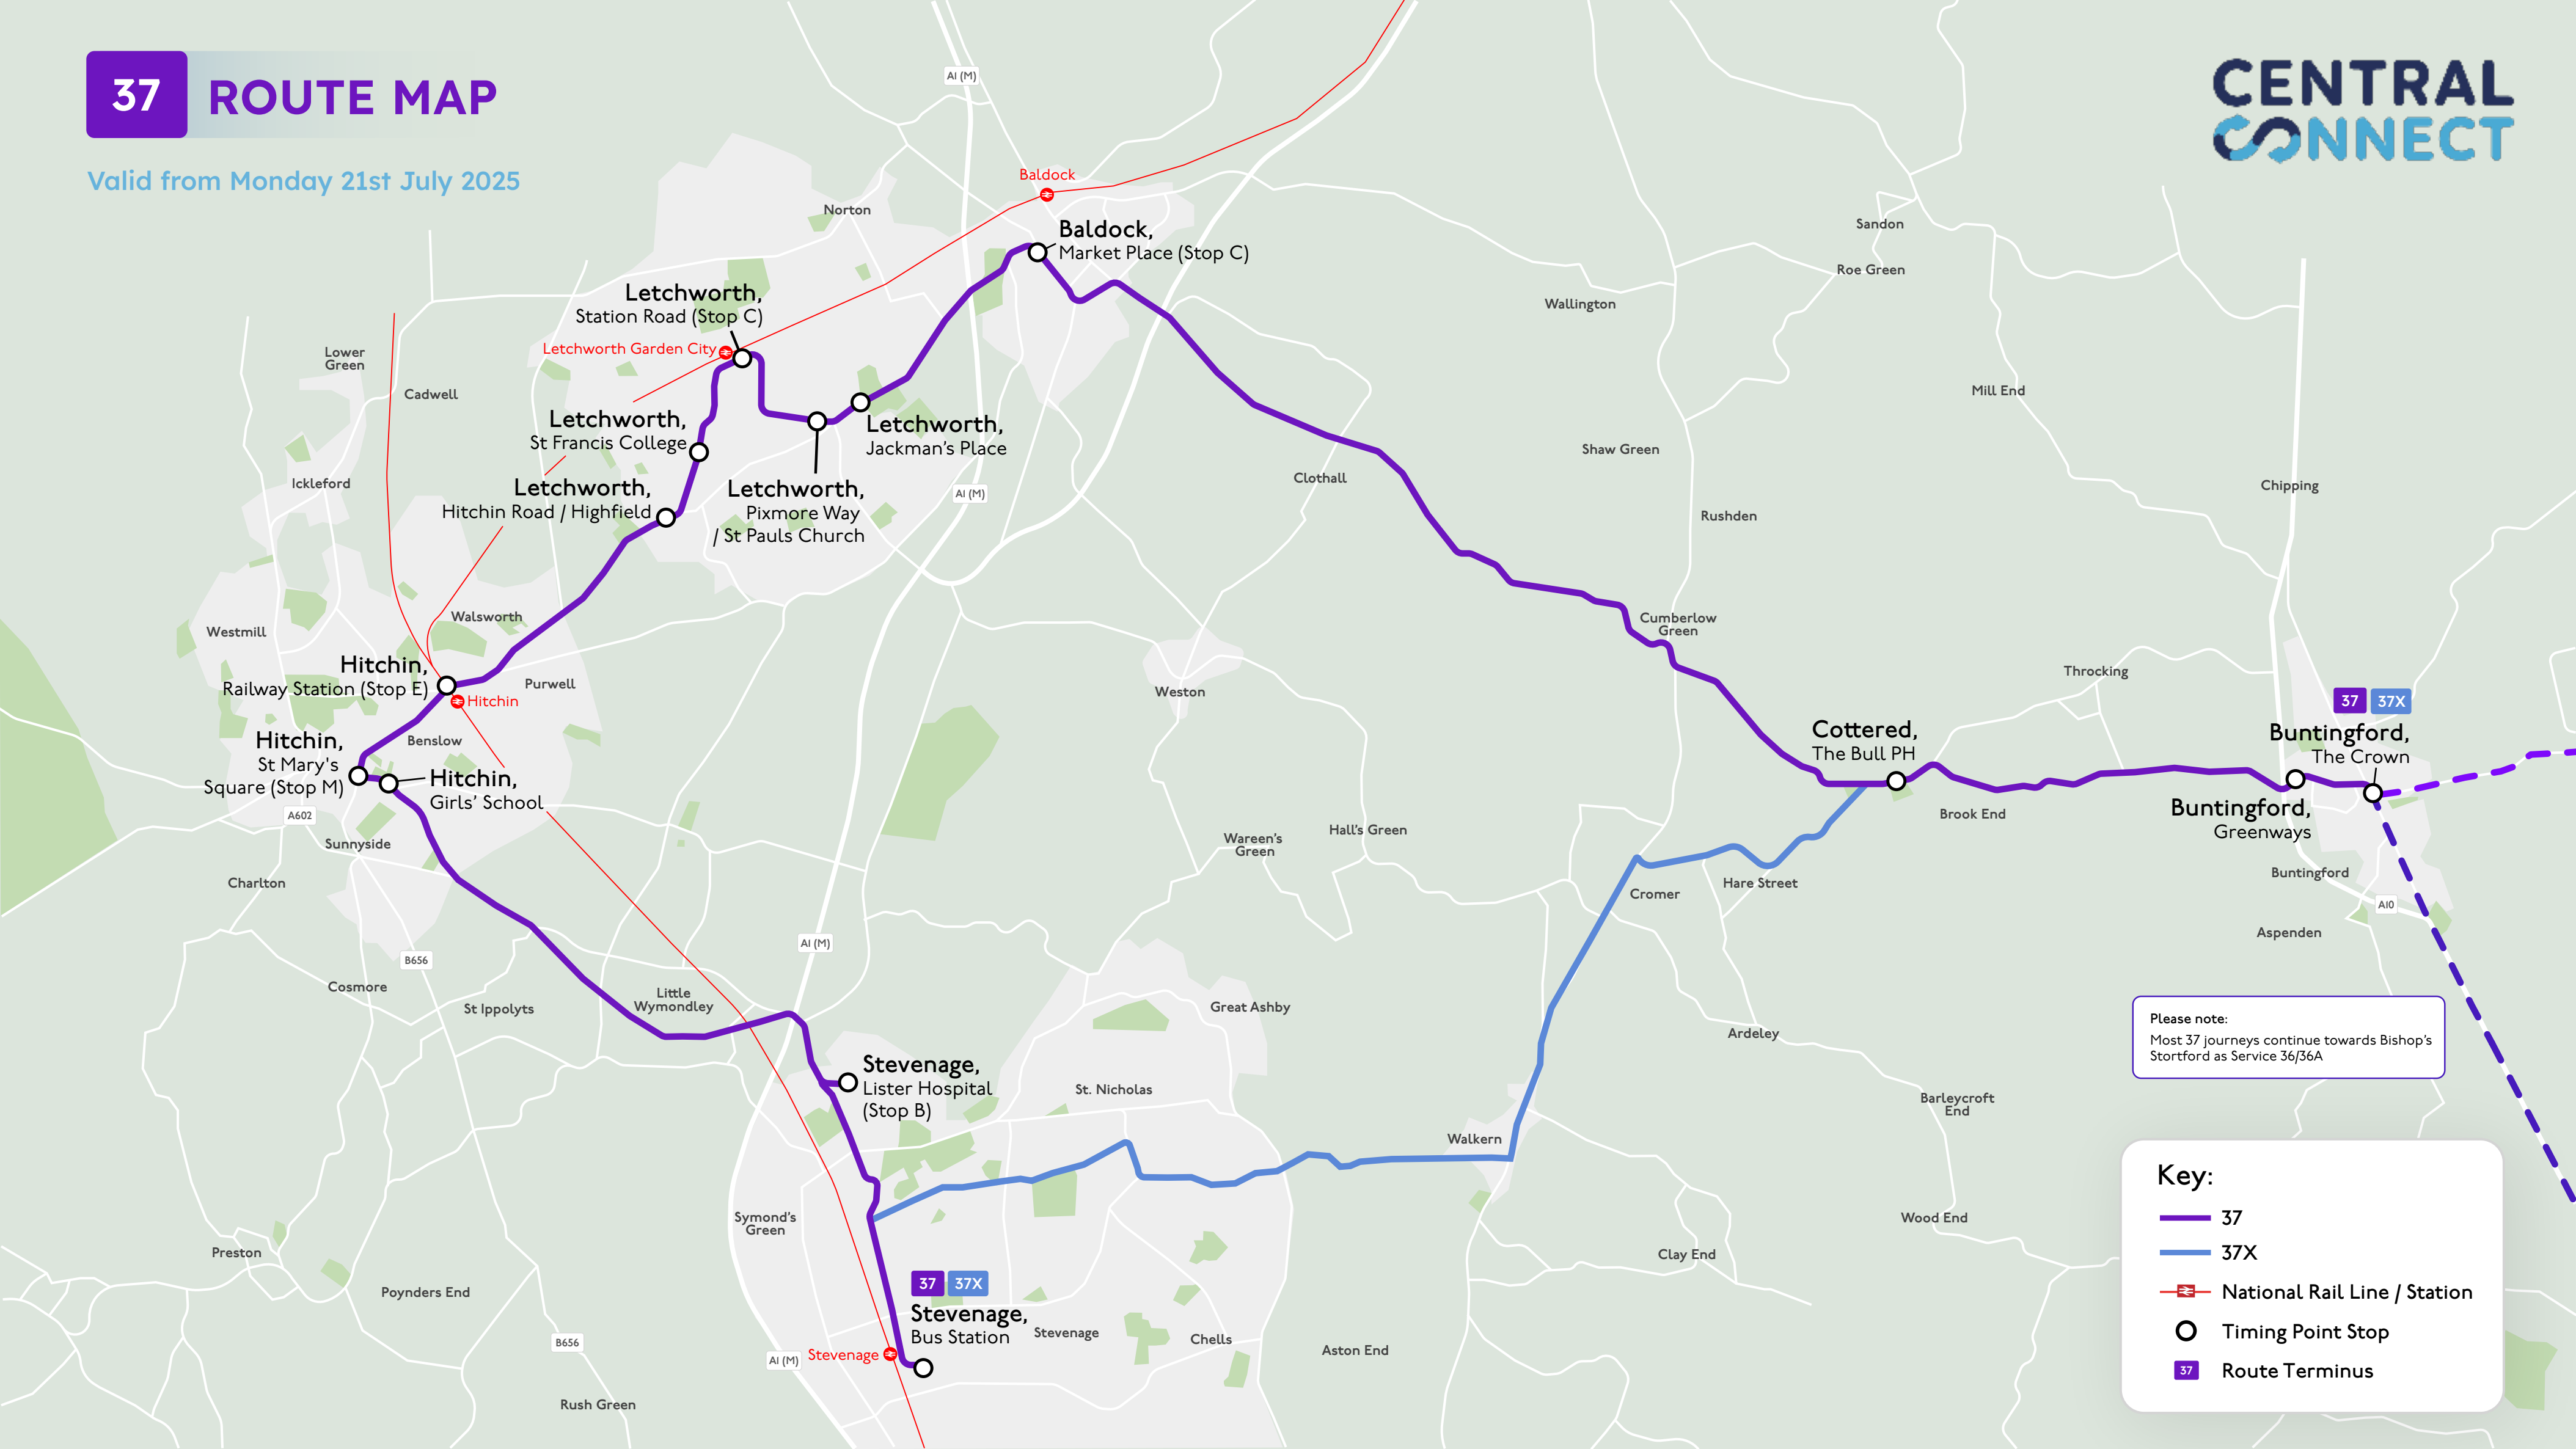 37 ROUTE MAP
Valid from Monday 21st July 2025
CENTRAL
CONNECT
A1 (M)
Baldock
Norton
Baldock,
Market Place (Stop C)
Sandon
Roe Green
Wallington
Letchworth,
Station Road (Stop C)
Letchworth Garden City
Lower
Green
Cadwell
Mill End
Letchworth,
St Francis College
Letchworth,
Jackman's Place
Shaw Green
Clothall
Ickleford
Chipping
Letchworth,
Hitchin Road / Highfield
Letchworth,
Pixmore Way
/ St Pauls Church
A1 (M)
Rushden
Walsworth
Westmill
Cumberlow
Green
Hitchin,
Railway Station (Stop E)
Hitchin
Purwell
Weston
Throcking
37 37X
Buntingford,
The Crown
Cottered,
The Bull PH
Benslow
Hitchin,
St Mary's
Square (Stop M)
Hitchin,
Girls' School
A602
Sunnyside
Charlton
Brook End
Buntingford,
Greenways
Hall's Green
Wareen's
Green
Cromer
Hare Street
Buntingford
A10
Aspenden
A1 (M)
B656
Cosmore
St Ippolyts
Little
Wymondley
Great Ashby
Ardeley
Please note:
Most 37 journeys continue towards Bishop's
Stortford as Service 36/36A
Stevenage,
Lister Hospital
(Stop B)
St. Nicholas
Barleycroft
End
Walkern
Symond's
Green
Wood End
Preston
Clay End
Poynders End
37 37X
Stevenage,
Bus Station
Stevenage
Chells
Stevenage
A1 (M)
B656
Aston End
Rush Green
Key:
37
37X
National Rail Line / Station
Timing Point Stop
37 Route Terminus